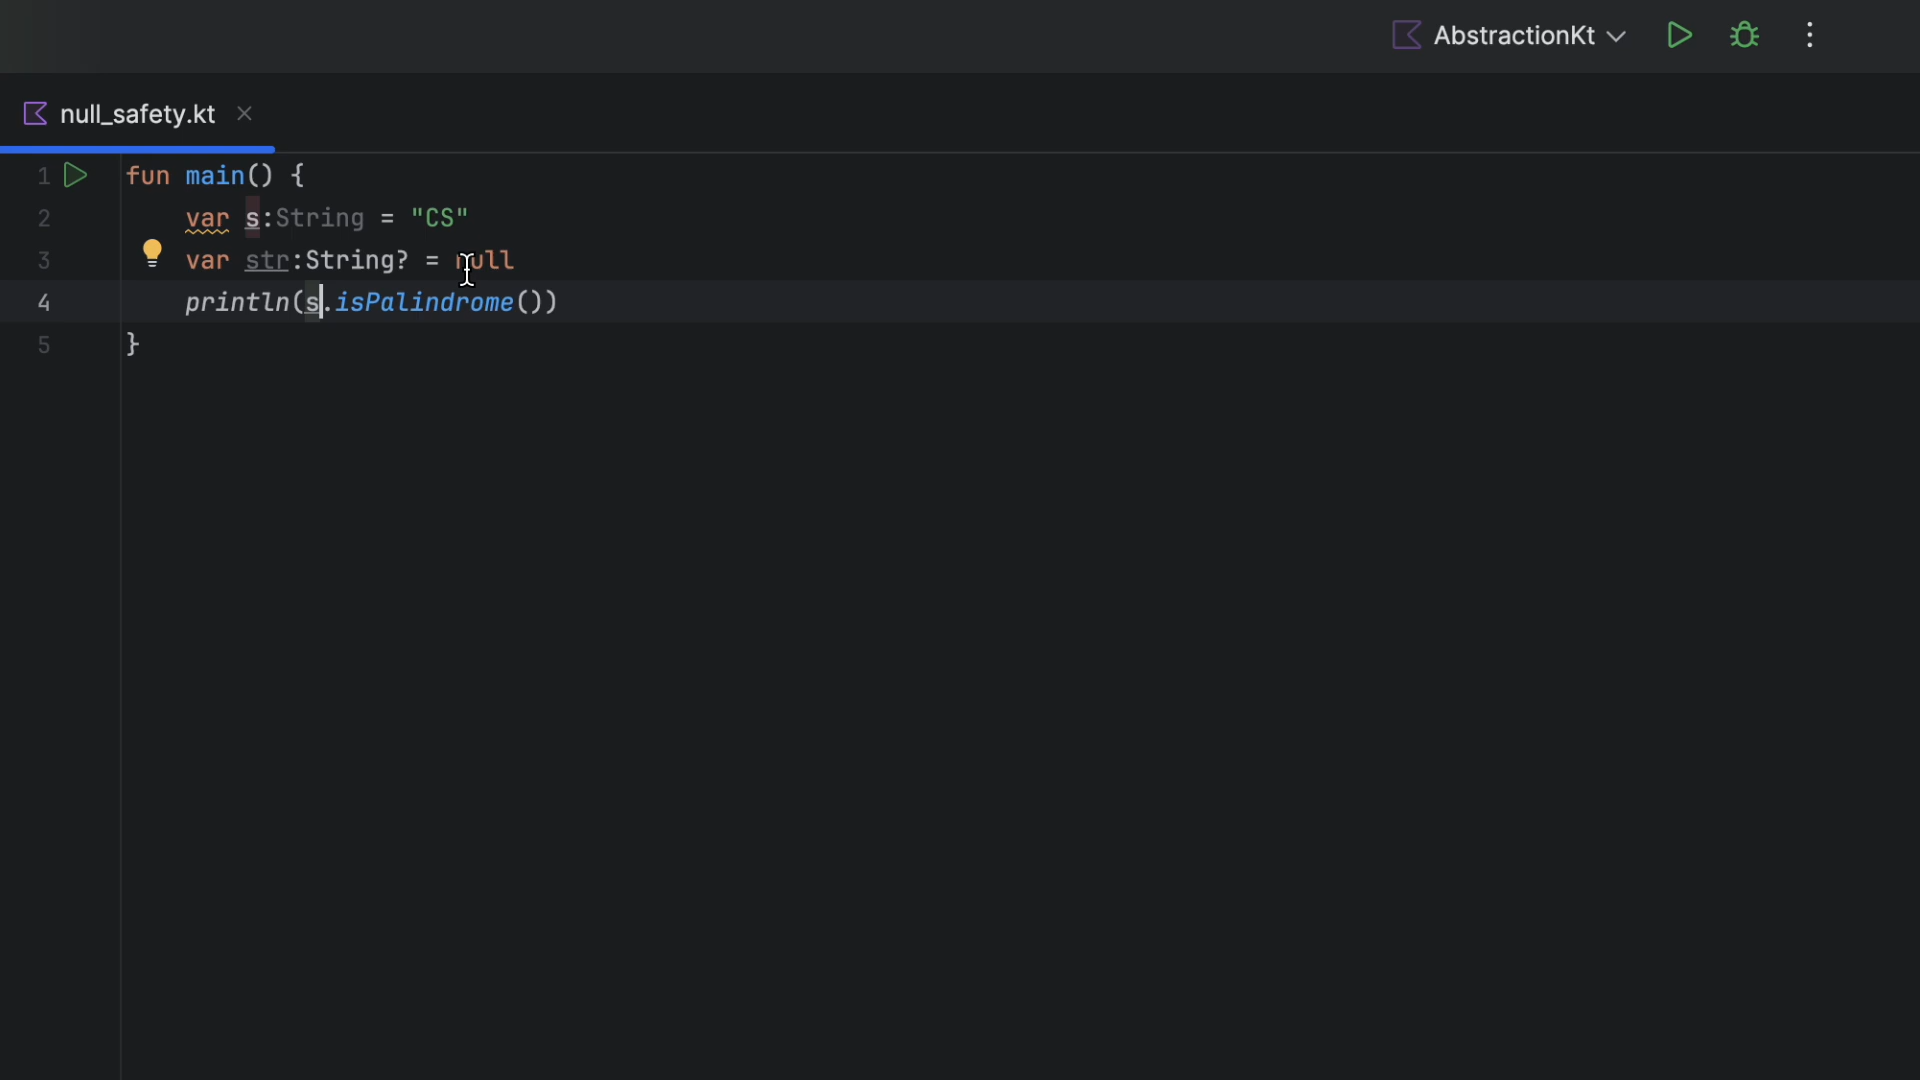 AbstractionKt
null_safety.kt
1 fun main() {
2 var s:String = "CS"
3 var str:String? = null
4 println(s.isPalindrome())
5 }